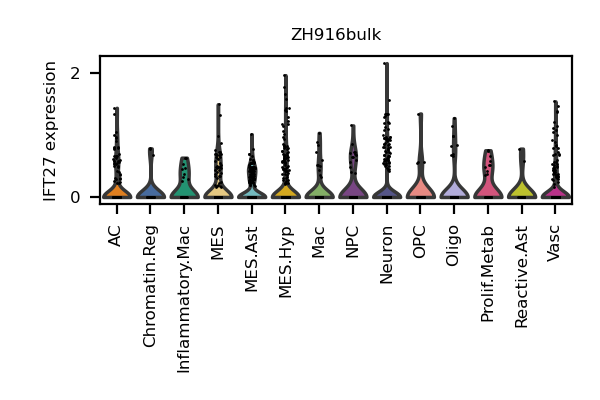 ZH916bulk
IFT27 expression
2
0
AC
Chromatin.Reg
Inflammatory.Mac
MES
MES.Ast
MES.Hyp
Mac
NPC
Neuron
OPC
Oligo
Prolif.Metab
Reactive.Ast
Vasc